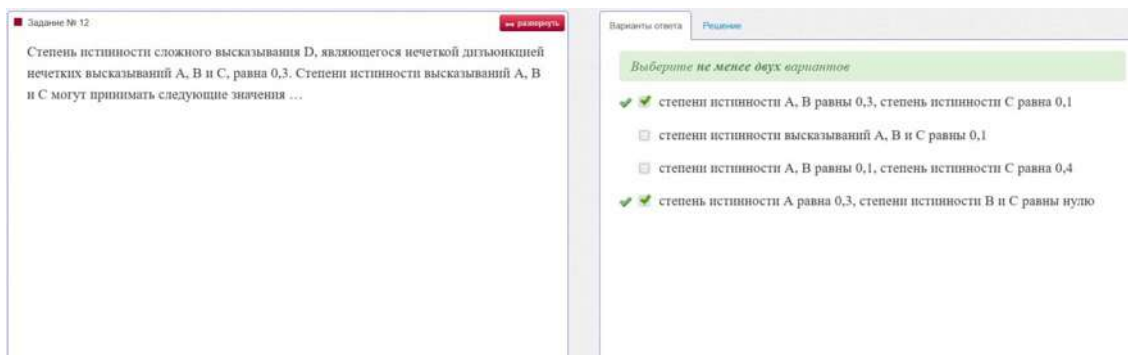 Задание № 12
развернуть
Степень истинности сложного высказывания D, являющегося нечеткой дизъюнкцией
нечетких высказываний A, B и C, равна 0,3. Степени истинности высказываний A, B
и C могут принимать следующие значения …
Варианты ответа
Решение
Выберите не менее двух вариантов
степени истинности A, B равны 0,3, степень истинности C равна 0,1
степени истинности высказываний A, B и C равны 0,1
степени истинности A, B равны 0,1, степень истинности C равна 0,4
степень истинности A равна 0,3, степени истинности B и C равны нулю